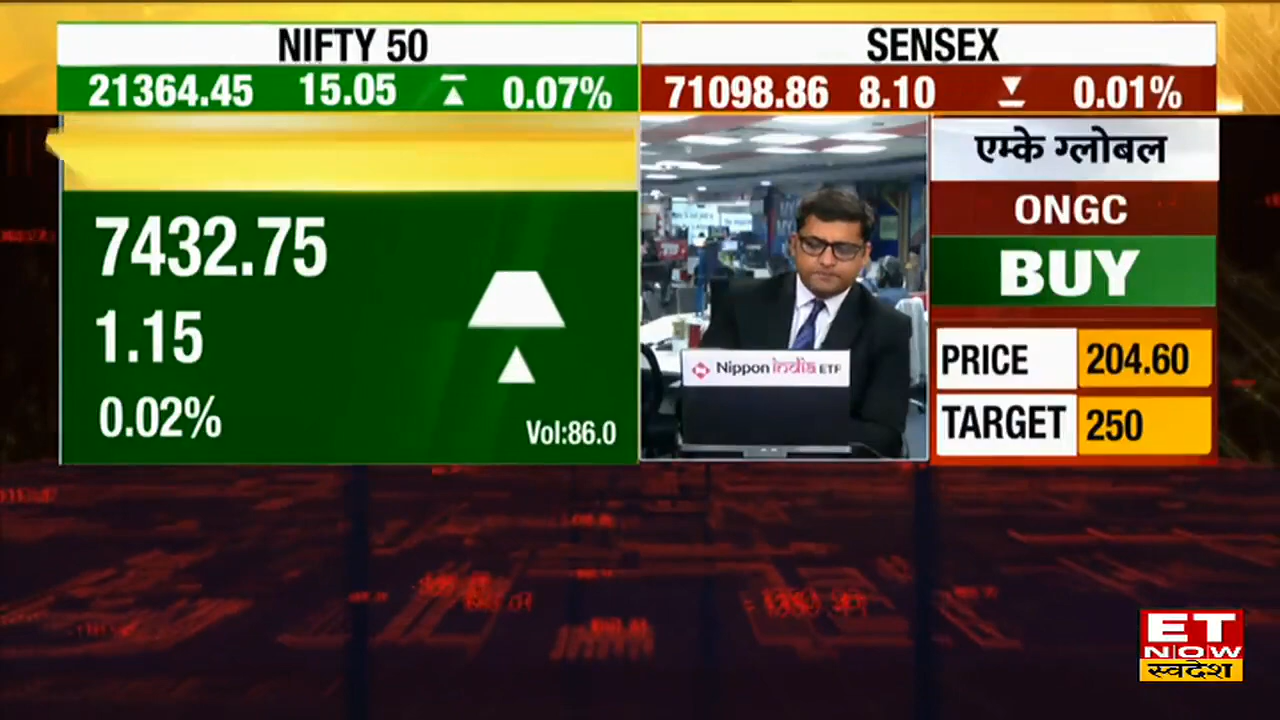 NIFTY 50
21364.45 15.05 0.07%
SENSEX
71098.86 8.10 0.01%
7432.75
1.15
0.02%
Vol:86.0
Nippon india ETF
एम्के ग्लोबल
ONGC
BUY
PRICE 204.60
TARGET 250
ET
NOW
स्वदेश